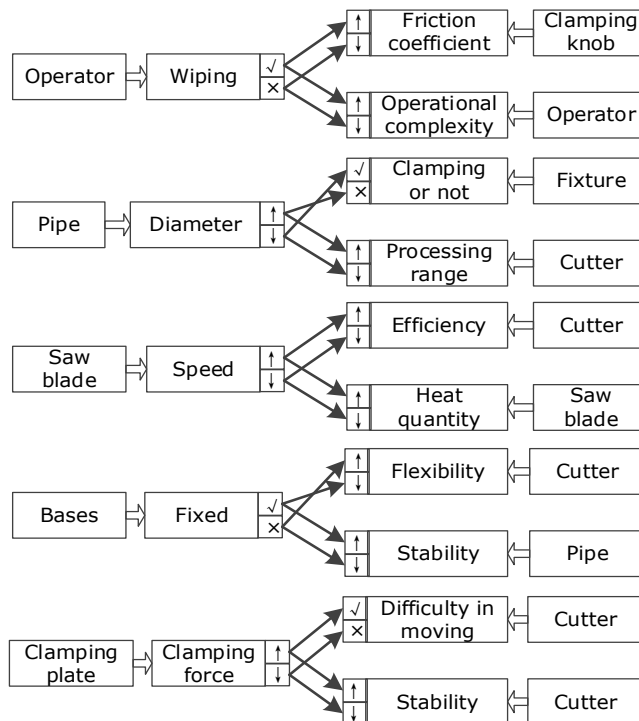 Operator
Wiping
√
×
↑
↓
Friction
coefficient
Clamping
knob
↑
↓
Operational
complexity
Operator
Pipe
Diameter
↑
↓
√
×
Clamping
or not
Fixture
↑
↓
Processing
range
Cutter
Saw
blade
Speed
↑
↓
↑
↓
Efficiency
Cutter
↑
↓
Heat
quantity
Saw
blade
Bases
Fixed
√
×
↑
↓
Flexibility
Cutter
↑
↓
Stability
Pipe
Clamping
plate
Clamping
force
↑
↓
√
×
Difficulty in
moving
Cutter
↑
↓
Stability
Cutter